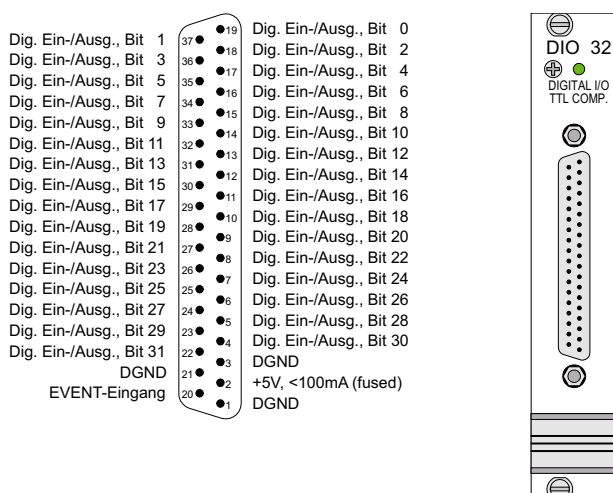 19 Dig. Ein-/Ausg., Bit 0
Dig. Ein-/Ausg., Bit 1 37
18 Dig. Ein-/Ausg., Bit 2
Dig. Ein-/Ausg., Bit 3 36
17 Dig. Ein-/Ausg., Bit 4
Dig. Ein-/Ausg., Bit 5 35
16 Dig. Ein-/Ausg., Bit 6
Dig. Ein-/Ausg., Bit 7 34
15 Dig. Ein-/Ausg., Bit 8
Dig. Ein-/Ausg., Bit 9 33
14 Dig. Ein-/Ausg., Bit 10
Dig. Ein-/Ausg., Bit 11 32
13 Dig. Ein-/Ausg., Bit 12
Dig. Ein-/Ausg., Bit 13 31
12 Dig. Ein-/Ausg., Bit 14
Dig. Ein-/Ausg., Bit 15 30
11 Dig. Ein-/Ausg., Bit 16
Dig. Ein-/Ausg., Bit 17 29
10 Dig. Ein-/Ausg., Bit 18
Dig. Ein-/Ausg., Bit 19 28
9 Dig. Ein-/Ausg., Bit 20
Dig. Ein-/Ausg., Bit 21 27
8 Dig. Ein-/Ausg., Bit 22
Dig. Ein-/Ausg., Bit 23 26
7 Dig. Ein-/Ausg., Bit 24
Dig. Ein-/Ausg., Bit 25 25
6 Dig. Ein-/Ausg., Bit 26
Dig. Ein-/Ausg., Bit 27 24
5 Dig. Ein-/Ausg., Bit 28
Dig. Ein-/Ausg., Bit 29 23
4 Dig. Ein-/Ausg., Bit 30
Dig. Ein-/Ausg., Bit 31 22
3 DGND
DGND 21
2 +5V, <100mA (fused)
EVENT-Eingang 20
1 DGND
DIO 32
DIGITAL I/O
TTL COMP.